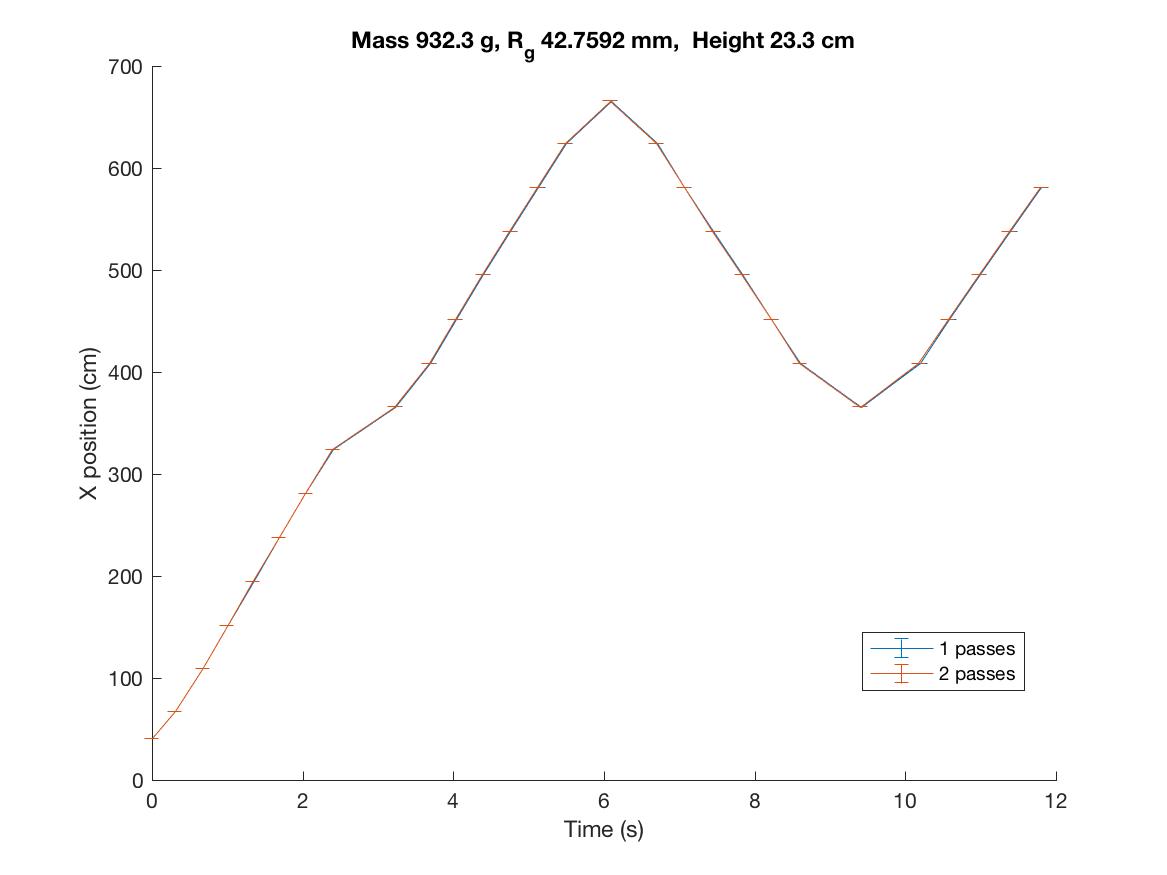 Mass 932.3 g, Rg 42.7592 mm,  Height 23.3 cm
700
600
500
400
300
200
100
0
X position (cm)
1 passes
2 passes
0 2 4 6 8 10 12
Time (s)